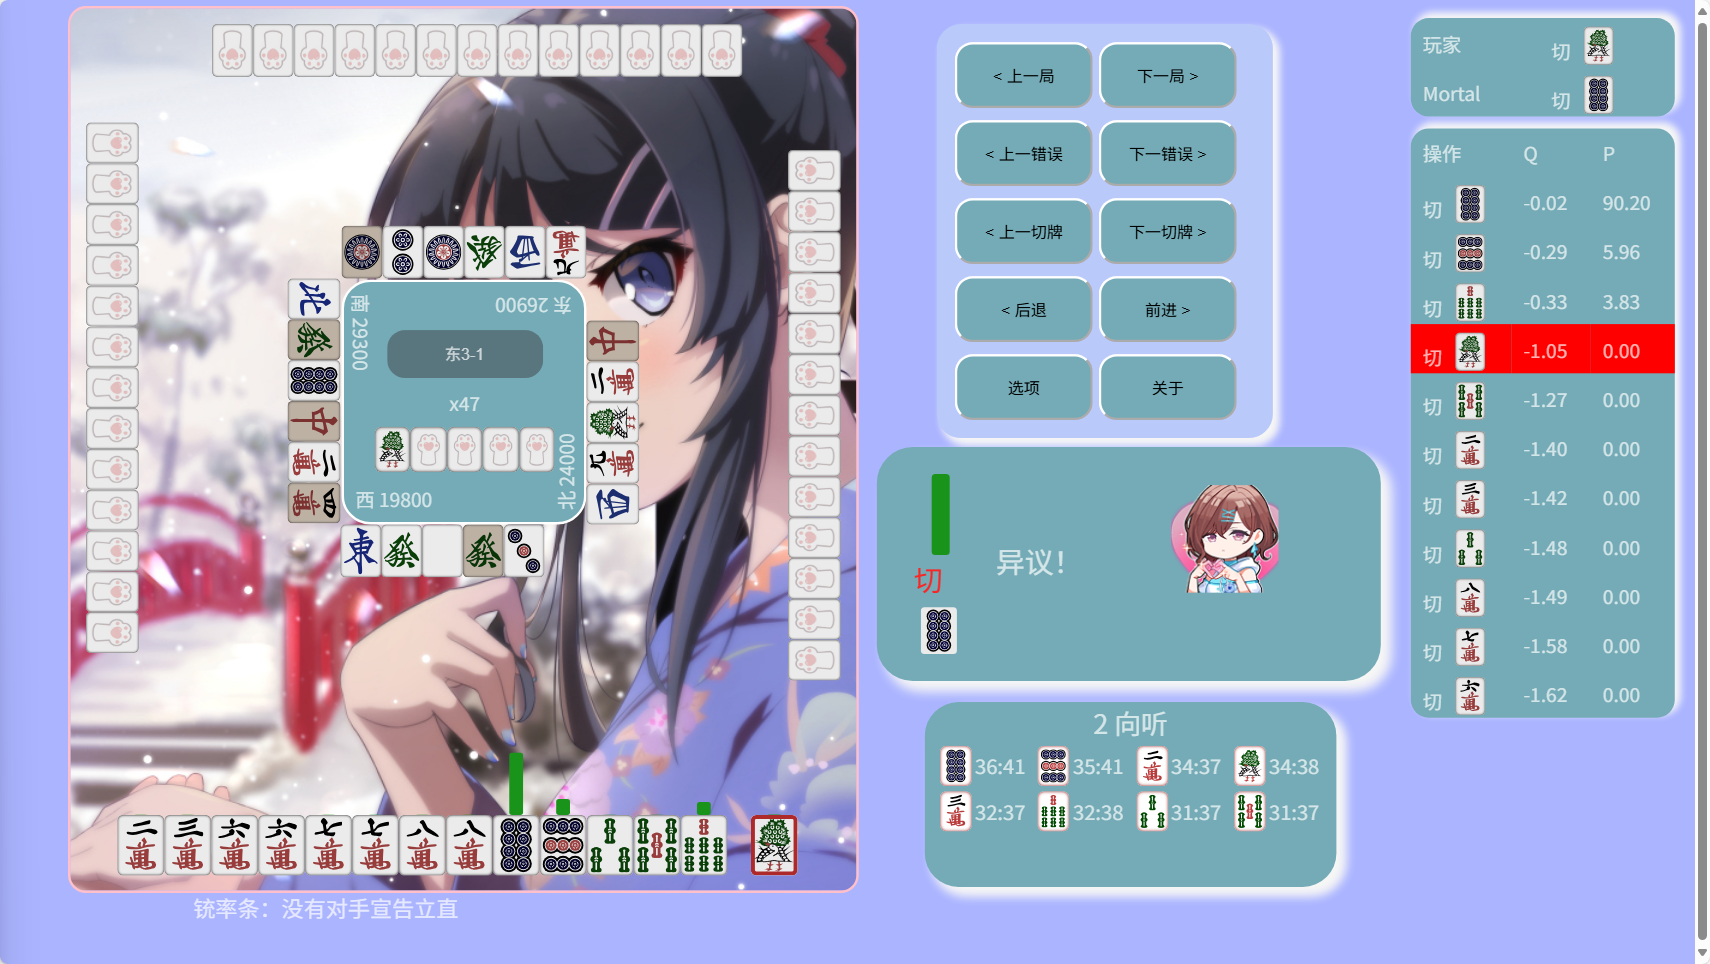 南 29300
东 26900
东3-1
x47
西 19800
北 24000
铳率条：没有对手宣告立直
< 上一局
下一局 >
< 上一错误
下一错误 >
< 上一切牌
下一切牌 >
< 后退
前进 >
选项
关于
切
异议！
2 向听
36:41
35:41
34:37
34:38
32:37
32:38
31:37
31:37
玩家 切
Mortal 切
操作 Q P
切 -0.02 90.20
切 -0.29 5.96
切 -0.33 3.83
切 -1.05 0.00
切 -1.27 0.00
切 -1.40 0.00
切 -1.42 0.00
切 -1.48 0.00
切 -1.49 0.00
切 -1.58 0.00
切 -1.62 0.00